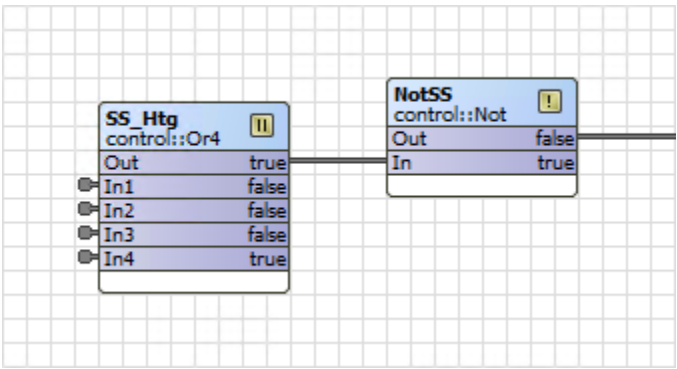 SS_Htg
control::Or4
||
Out true
In1 false
In2 false
In3 false
In4 true
NotSS
control::Not
!
Out false
In true